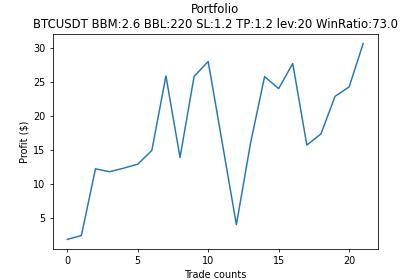 Portfolio
BTCUSDT BBM:2.6 BBL:220 SL:1.2 TP:1.2 lev:20 WinRatio:73.0
30
25
20
15
10
5
Profit ($)
0 5 10 15 20
Trade counts